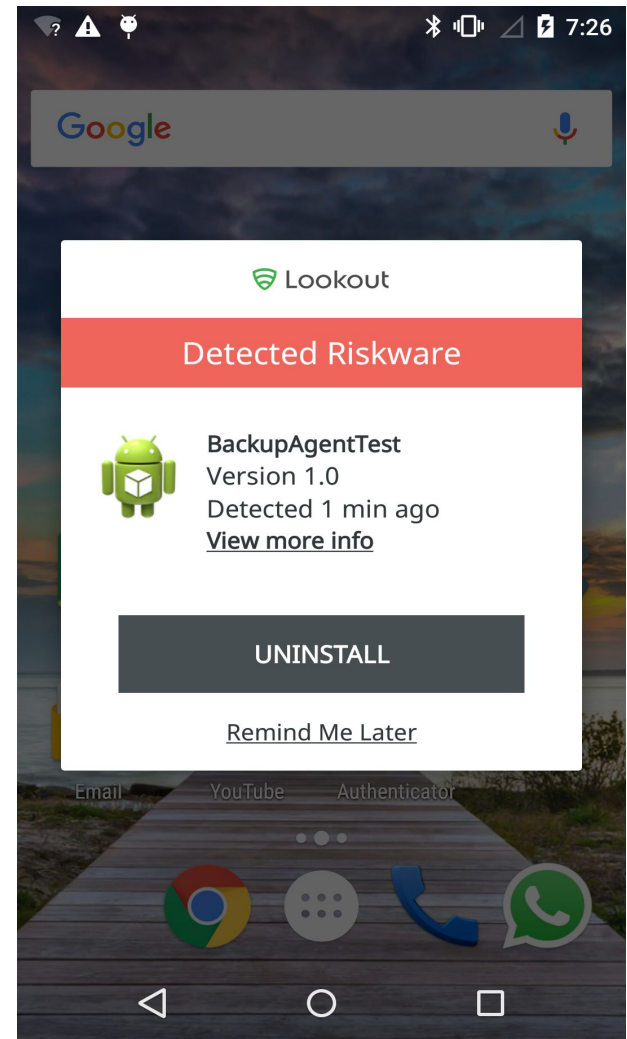 7:26
Google
Lookout
Detected Riskware
BackupAgentTest
Version 1.0
Detected 1 min ago
View more info
UNINSTALL
Remind Me Later
Email YouTube Authenticator